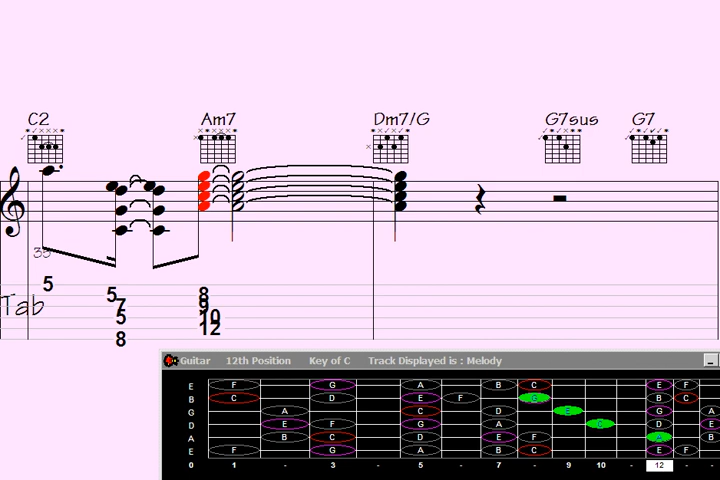 C2 Am7 Dm7/G G7sus G7
35
5 5 8
7 9
5 10
Tab 12
8
Guitar 12th Position Key of C Track Displayed is : Melody
E F G A B C E F
B C D E F G B C
G A C D E G A
D E F G A C D E
A B C D E F A B
E F G A B C E F
0 1 - 3 - 5 - 7 - 9 10 - 12 - -